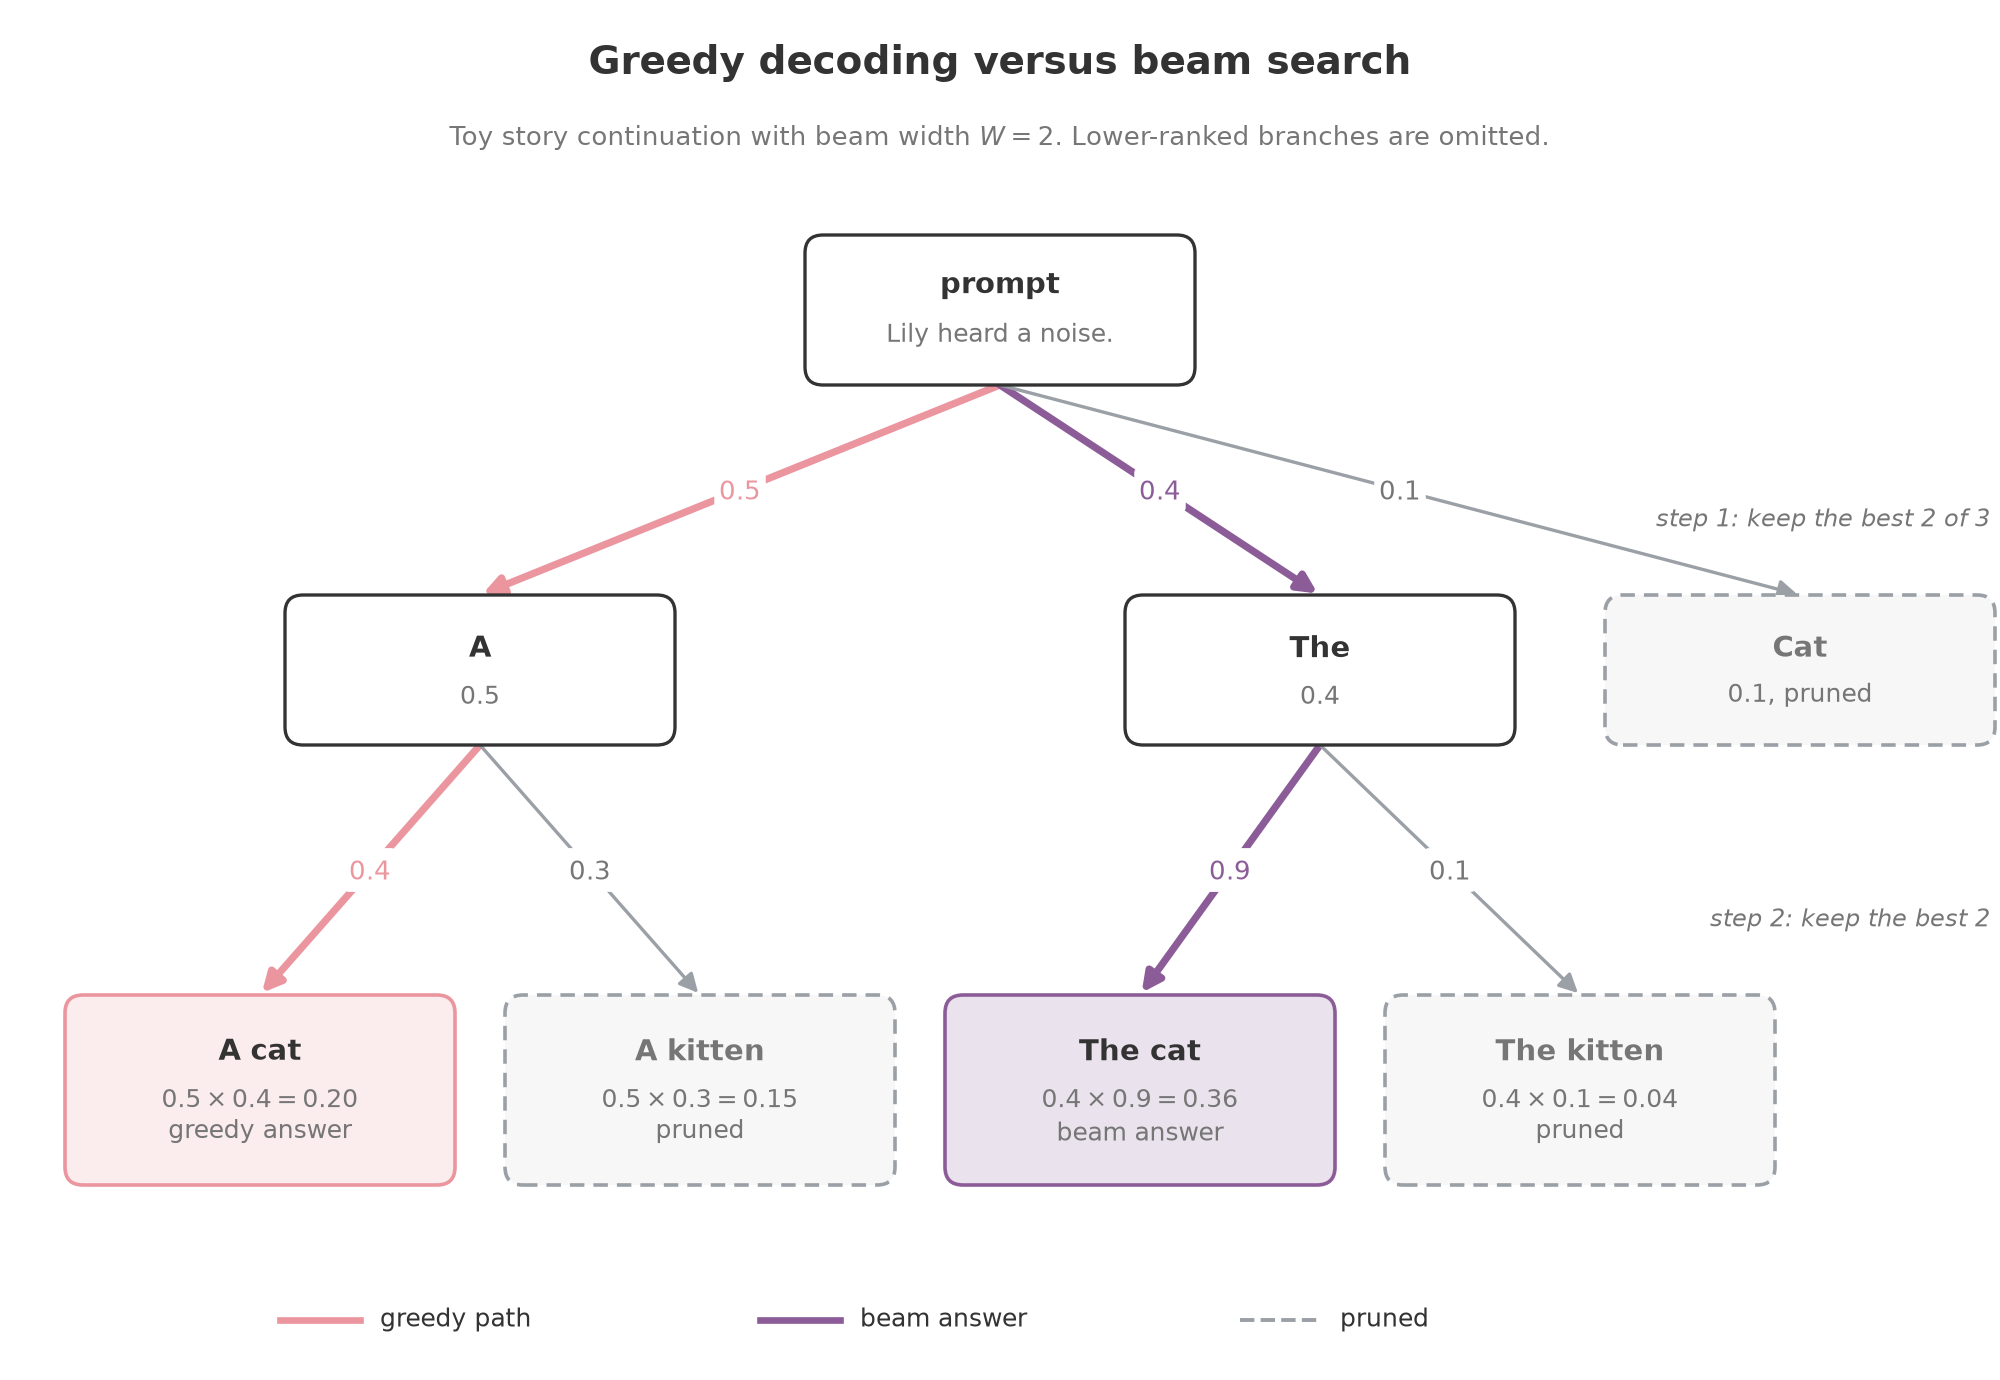 Greedy decoding versus beam search
Toy story continuation with beam width W = 2. Lower-ranked branches are omitted.
prompt
Lily heard a noise.
0.5
0.4
0.1
step 1: keep the best 2 of 3
A
0.5
The
0.4
Cat
0.1, pruned
0.4
0.3
0.9
0.1
step 2: keep the best 2
A cat
0.5 × 0.4 = 0.20
greedy answer
A kitten
0.5 × 0.3 = 0.15
pruned
The cat
0.4 × 0.9 = 0.36
beam answer
The kitten
0.4 × 0.1 = 0.04
pruned
greedy path
beam answer
pruned